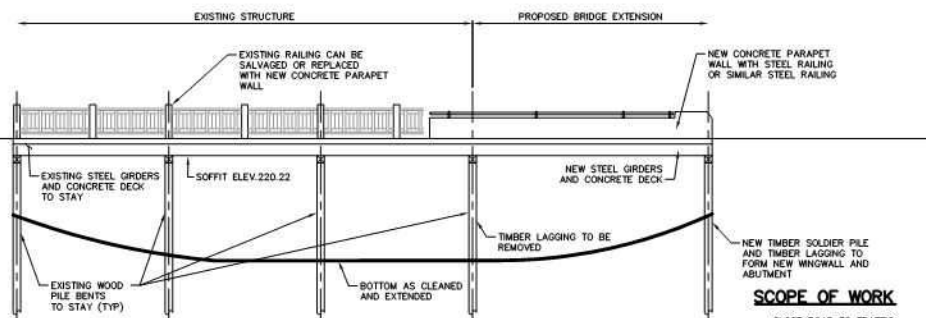 EXISTING STRUCTURE
PROPOSED BRIDGE EXTENSION
EXISTING RAILING CAN BE
SALVAGED OR REPLACED
WITH NEW CONCRETE PARAPET
WALL
NEW CONCRETE PARAPET
WALL WITH STEEL RAILING
OR SIMILAR STEEL RAILING
EXISTING STEEL GIRDERS
AND CONCRETE DECK
TO STAY
SOFFIT ELEV.220.22
NEW STEEL GIRDERS
AND CONCRETE DECK
TIMBER LAGGING TO BE
REMOVED
NEW TIMBER SOLDIER PILE
AND TIMBER LAGGING TO
FORM NEW WINGWALL AND
ABUTMENT
EXISTING WOOD
PILE BENTS
TO STAY (TYP)
BOTTOM AS CLEANED
AND EXTENDED
SCOPE OF WORK